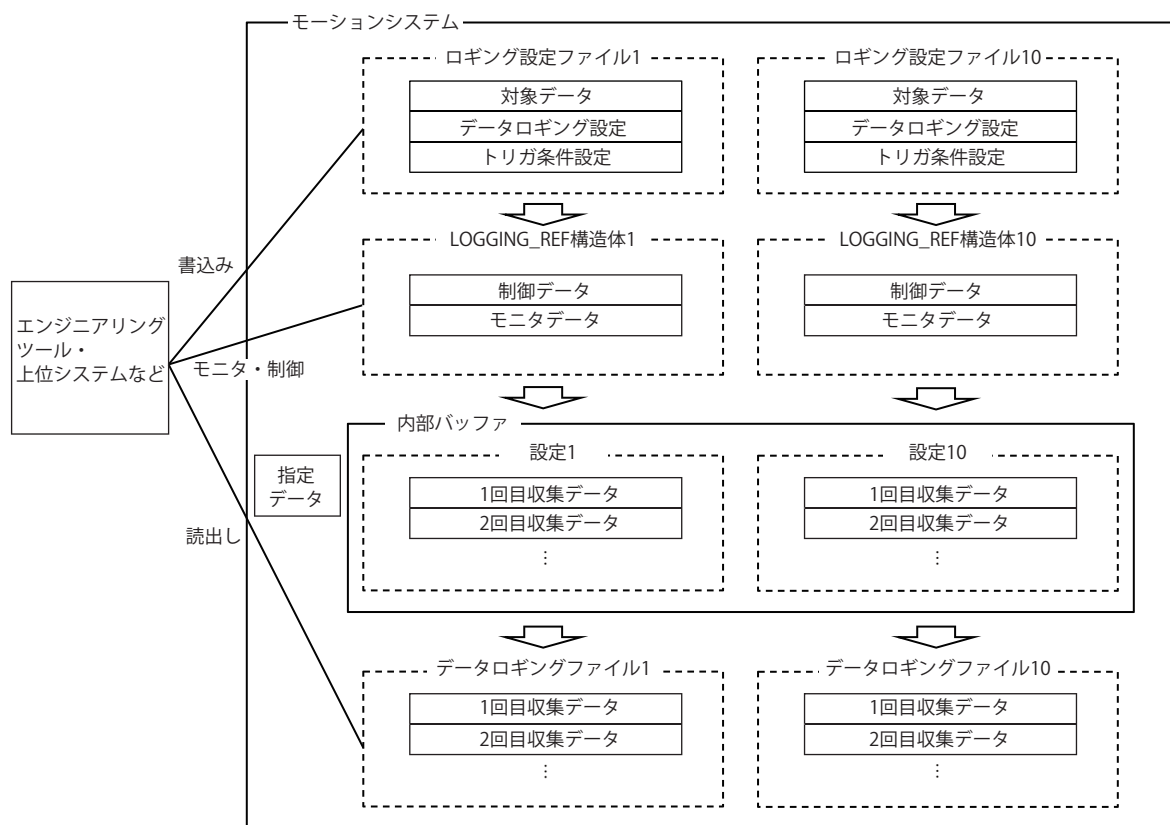 モーションシステム
ロギング設定ファイル1
対象データ
データロギング設定
トリガ条件設定
ロギング設定ファイル10
対象データ
データロギング設定
トリガ条件設定
LOGGING_REF構造体1
制御データ
モニタデータ
LOGGING_REF構造体10
制御データ
モニタデータ
書込み
エンジニアリング
ツール・
上位システムなど
モニタ・制御
内部バッファ
指定
データ
設定1
1回目収集データ
2回目収集データ
⋮
設定10
1回目収集データ
2回目収集データ
⋮
読出し
データロギングファイル1
1回目収集データ
2回目収集データ
⋮
データロギングファイル10
1回目収集データ
2回目収集データ
⋮